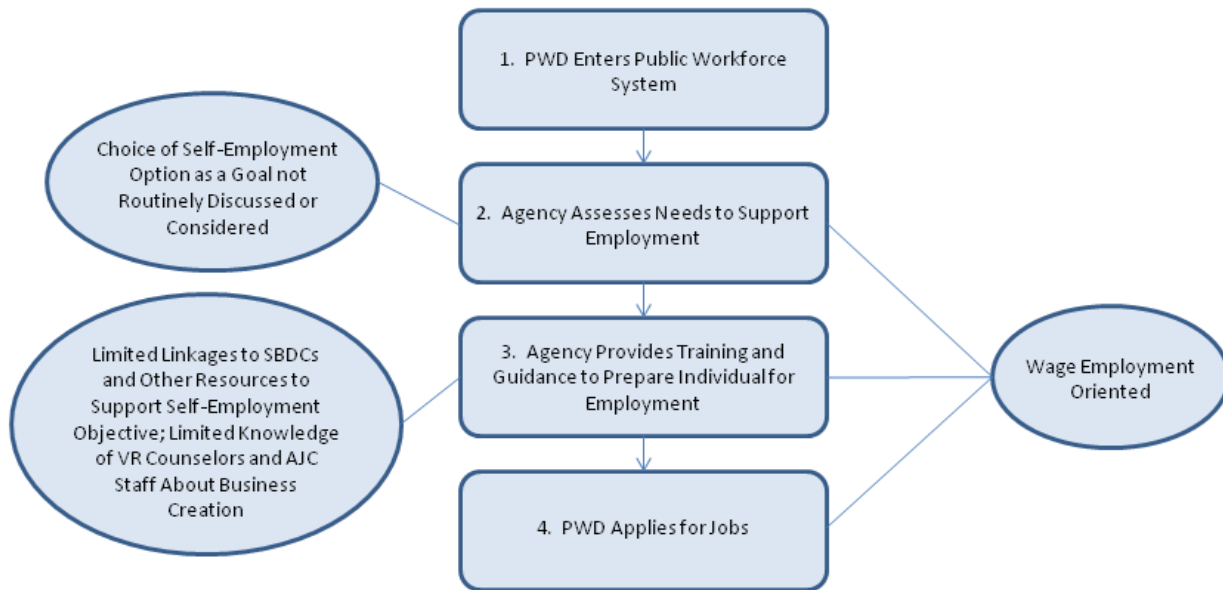 1. PWD Enters Public Workforce
System
Choice of Self-Employment
Option as a Goal not
Routinely Discussed or
Considered
2. Agency Assesses Needs to Support
Employment
Limited Linkages to SBDCs
and Other Resources to
Support Self-Employment
Objective; Limited Knowledge
of VR Counselors and AJC
Staff About Business
Creation
3. Agency Provides Training and
Guidance to Prepare Individual for
Employment
Wage Employment
Oriented
4. PWD Applies for Jobs